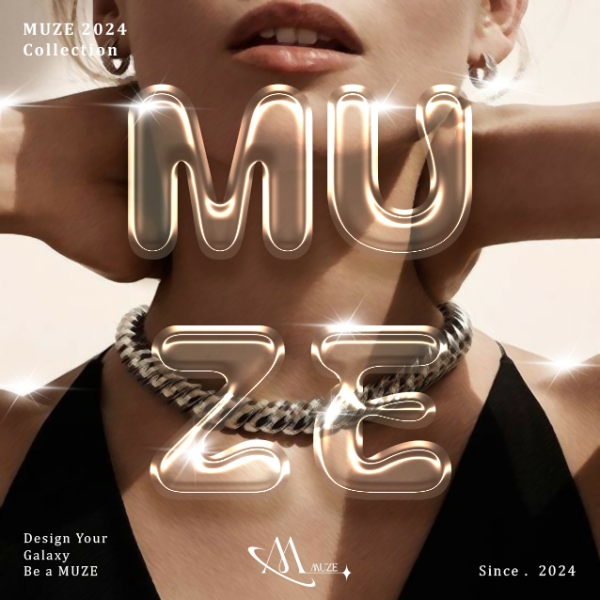 MUZE 2024
Collection
MU
ZE
Design Your
Galaxy
Be a MUZE
M MUZE
Since . 2024